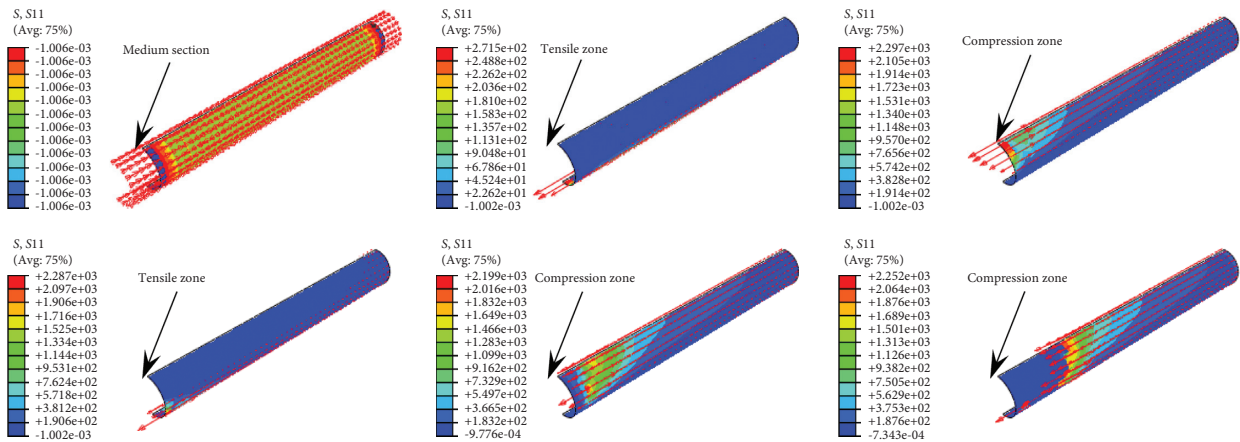 S, S11
(Avg: 75%)
-1.006e-03
-1.006e-03
-1.006e-03
-1.006e-03
-1.006e-03
-1.006e-03
-1.006e-03
-1.006e-03
-1.006e-03
-1.006e-03
-1.006e-03
-1.006e-03
-1.006e-03
Medium section
S, S11
(Avg: 75%)
+2.715e+02
+2.488e+02
+2.262e+02
+2.036e+02
+1.810e+02
+1.583e+02
+1.357e+02
+1.131e+02
+9.048e+01
+6.786e+01
+4.524e+01
+2.262e+01
-1.002e-03
Tensile zone
S, S11
(Avg: 75%)
+2.297e+03
+2.105e+03
+1.914e+03
+1.723e+03
+1.531e+03
+1.340e+03
+1.148e+03
+9.570e+02
+7.656e+02
+5.742e+02
+3.828e+02
+1.914e+02
-1.002e-03
Compression zone
S, S11
(Avg: 75%)
+2.287e+03
+2.097e+03
+1.906e+03
+1.716e+03
+1.525e+03
+1.334e+03
+1.144e+03
+9.531e+02
+7.624e+02
+5.718e+02
+3.812e+02
+1.906e+02
-1.002e-03
Tensile zone
S, S11
(Avg: 75%)
+2.199e+03
+2.016e+03
+1.832e+03
+1.649e+03
+1.466e+03
+1.283e+03
+1.099e+03
+9.162e+02
+7.329e+02
+5.497e+02
+3.665e+02
+1.832e+02
-9.776e-04
Compression zone
S, S11
(Avg: 75%)
+2.252e+03
+2.064e+03
+1.876e+03
+1.689e+03
+1.501e+03
+1.313e+03
+1.126e+03
+9.382e+02
+7.505e+02
+5.629e+02
+3.753e+02
+1.876e+02
-7.343e-04
Compression zone